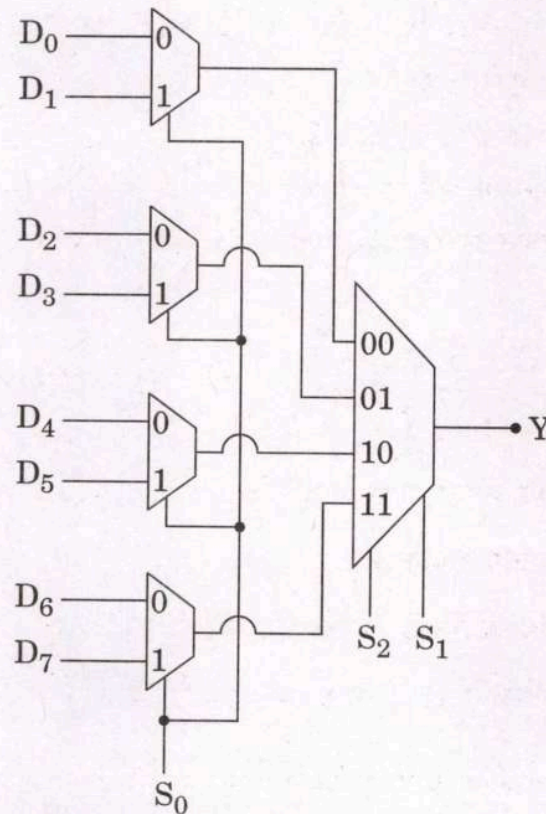 D₀ 0
D₁ 1
D₂ 0
D₃ 1
00
01
Y
D₄ 0
10
D₅ 1
11
D₆ 0
S₂ S₁
D₇ 1
S₀